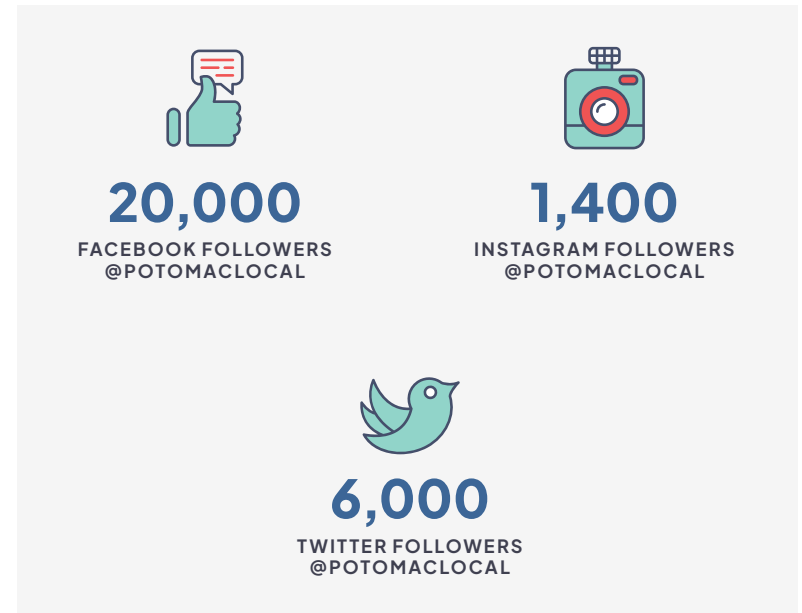 20,000
FACEBOOK FOLLOWERS
@POTOMACLOCAL
1,400
INSTAGRAM FOLLOWERS
@POTOMACLOCAL
6,000
TWITTER FOLLOWERS
@POTOMACLOCAL